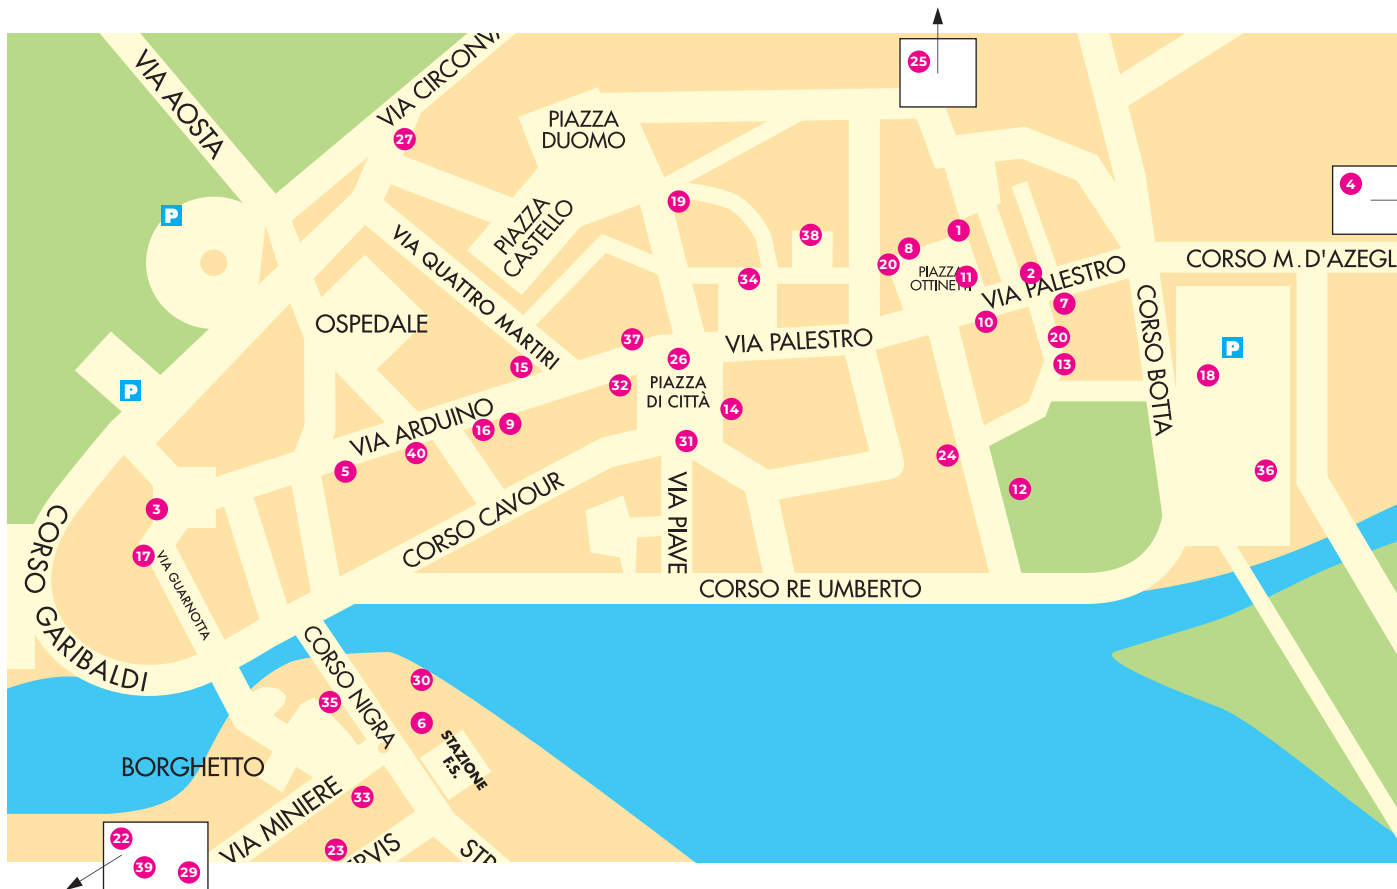 25
VIA AOSTA
VIA CIRCONVA
27
PIAZZA
DUOMO
4
P
19
PIAZZA
CASTELLO
VIA QUATTRO MARTIRI
38
1
8
20
PIAZZA
OTTINETTI
11
2
VIA PALESTRO
CORSO M. D'AZEGL
34
7
10
OSPEDALE
37
VIA PALESTRO
20
CORSO BOTTA
P
26
15
13
18
P
32
PIAZZA
DI CITTÀ
14
VIA ARDUINO
9
16
40
31
5
24
36
12
VIA PIAVE
CORSO CAVOUR
3
17
VIA GUARNOTTA
CORSO GARIBALDI
CORSO RE UMBERTO
CORSO NIGRA
30
35
6
STAZIONE
F.S.
BORGHETTO
33
VIA MINIERE
23
ERVIS
STR
22
39
29